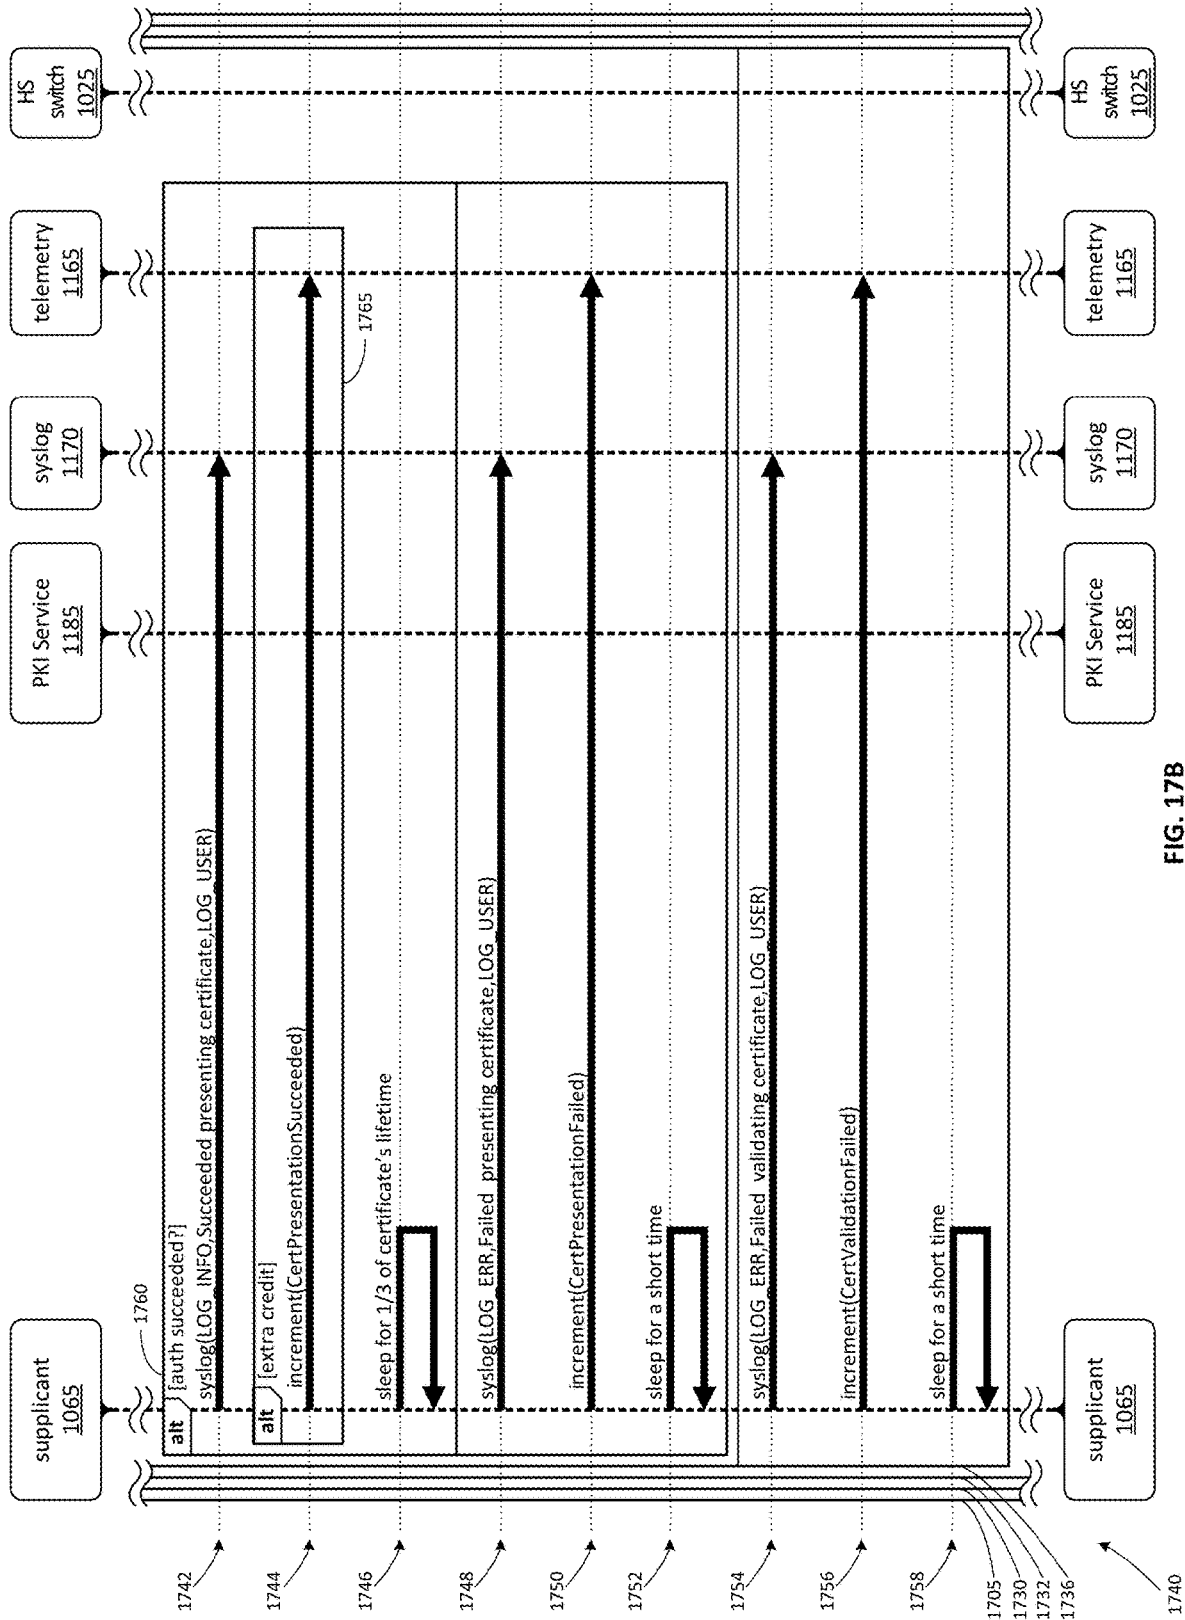 supplicant
1065
PKI Service
1185
syslog
1170
telemetry
1165
HS
switch
1025
1760
alt
[auth succeeded?]
1742
syslog(LOG_INFO,Succeeded presenting certificate,LOG_USER)
alt
[extra credit]
1744
increment(CertPresentationSucceeded)
1765
1746
sleep for 1/3 of certificate's lifetime
1748
syslog(LOG_ERR,Failed presenting certificate,LOG_USER)
1750
increment(CertPresentationFailed)
1752
sleep for a short time
1754
syslog(LOG_ERR,Failed validating certificate,LOG_USER)
1756
increment(CertValidationFailed)
1758
sleep for a short time
1705
1730
1732
1736
supplicant
1065
PKI Service
1185
syslog
1170
telemetry
1165
HS
switch
1025
1740
FIG. 17B